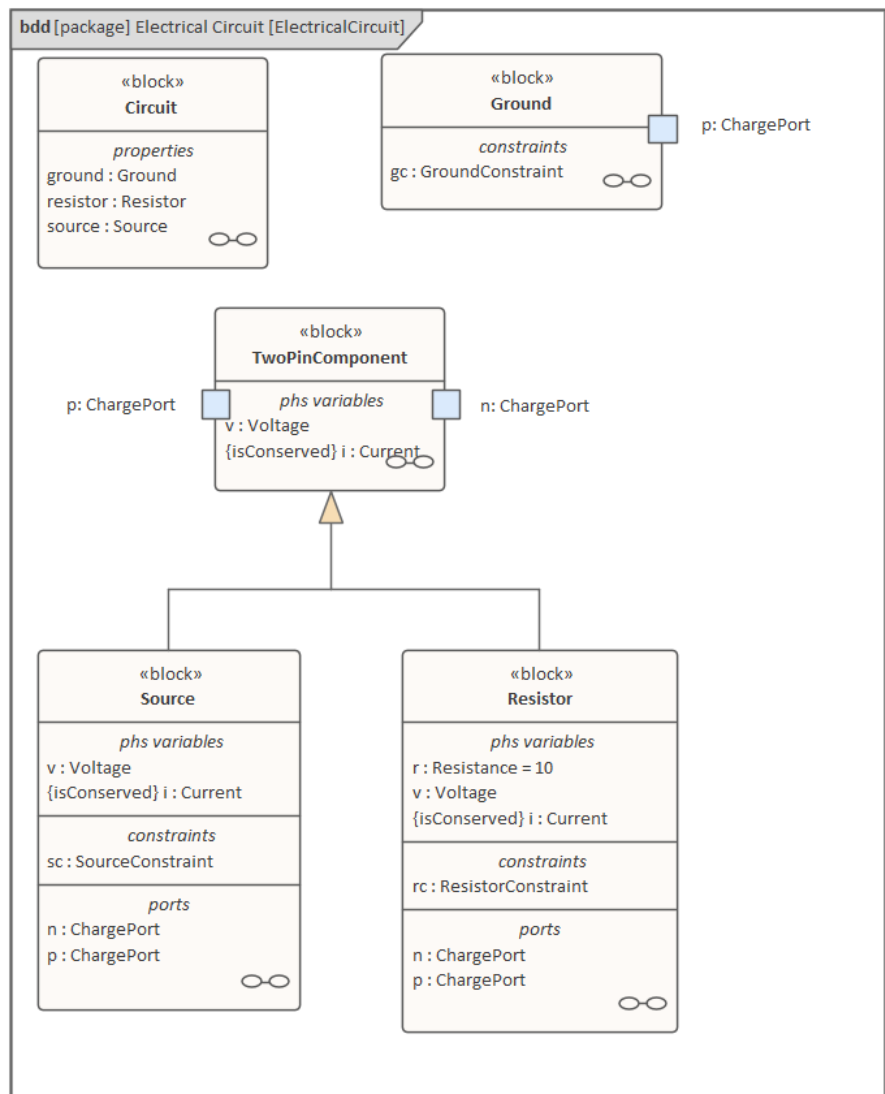 bdd [package] Electrical Circuit [ElectricalCircuit]
«block»
Circuit
properties
ground : Ground
resistor : Resistor
source : Source
«block»
Ground
constraints
gc : GroundConstraint
p: ChargePort
«block»
TwoPinComponent
phs variables
v : Voltage
{isConserved} i : Current
p: ChargePort
n: ChargePort
«block»
Source
phs variables
v : Voltage
{isConserved} i : Current
constraints
sc : SourceConstraint
ports
n : ChargePort
p : ChargePort
«block»
Resistor
phs variables
r : Resistance = 10
v : Voltage
{isConserved} i : Current
constraints
rc : ResistorConstraint
ports
n : ChargePort
p : ChargePort